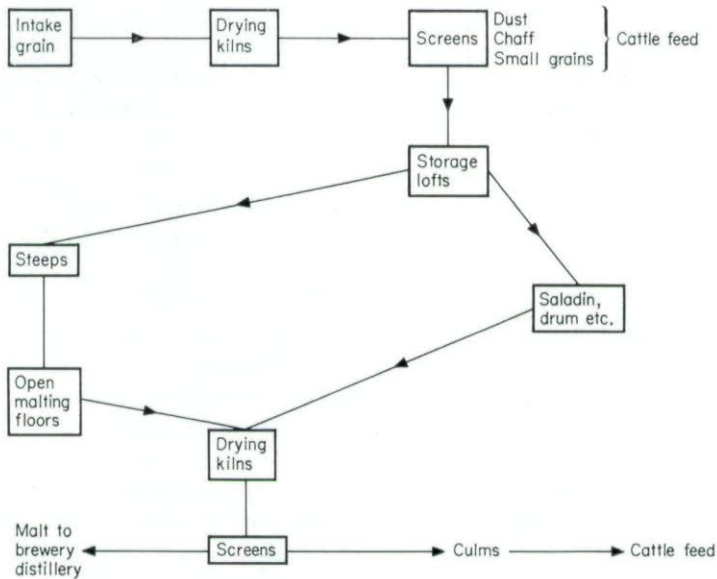 Intake
grain
Drying
kilns
Screens
Dust
Chaff
Small grains
Cattle feed
Storage
lofts
Steeps
Saladin,
drum etc.
Open
malting
floors
Drying
kilns
Malt to
brewery
distillery
Screens
Culms
Cattle feed